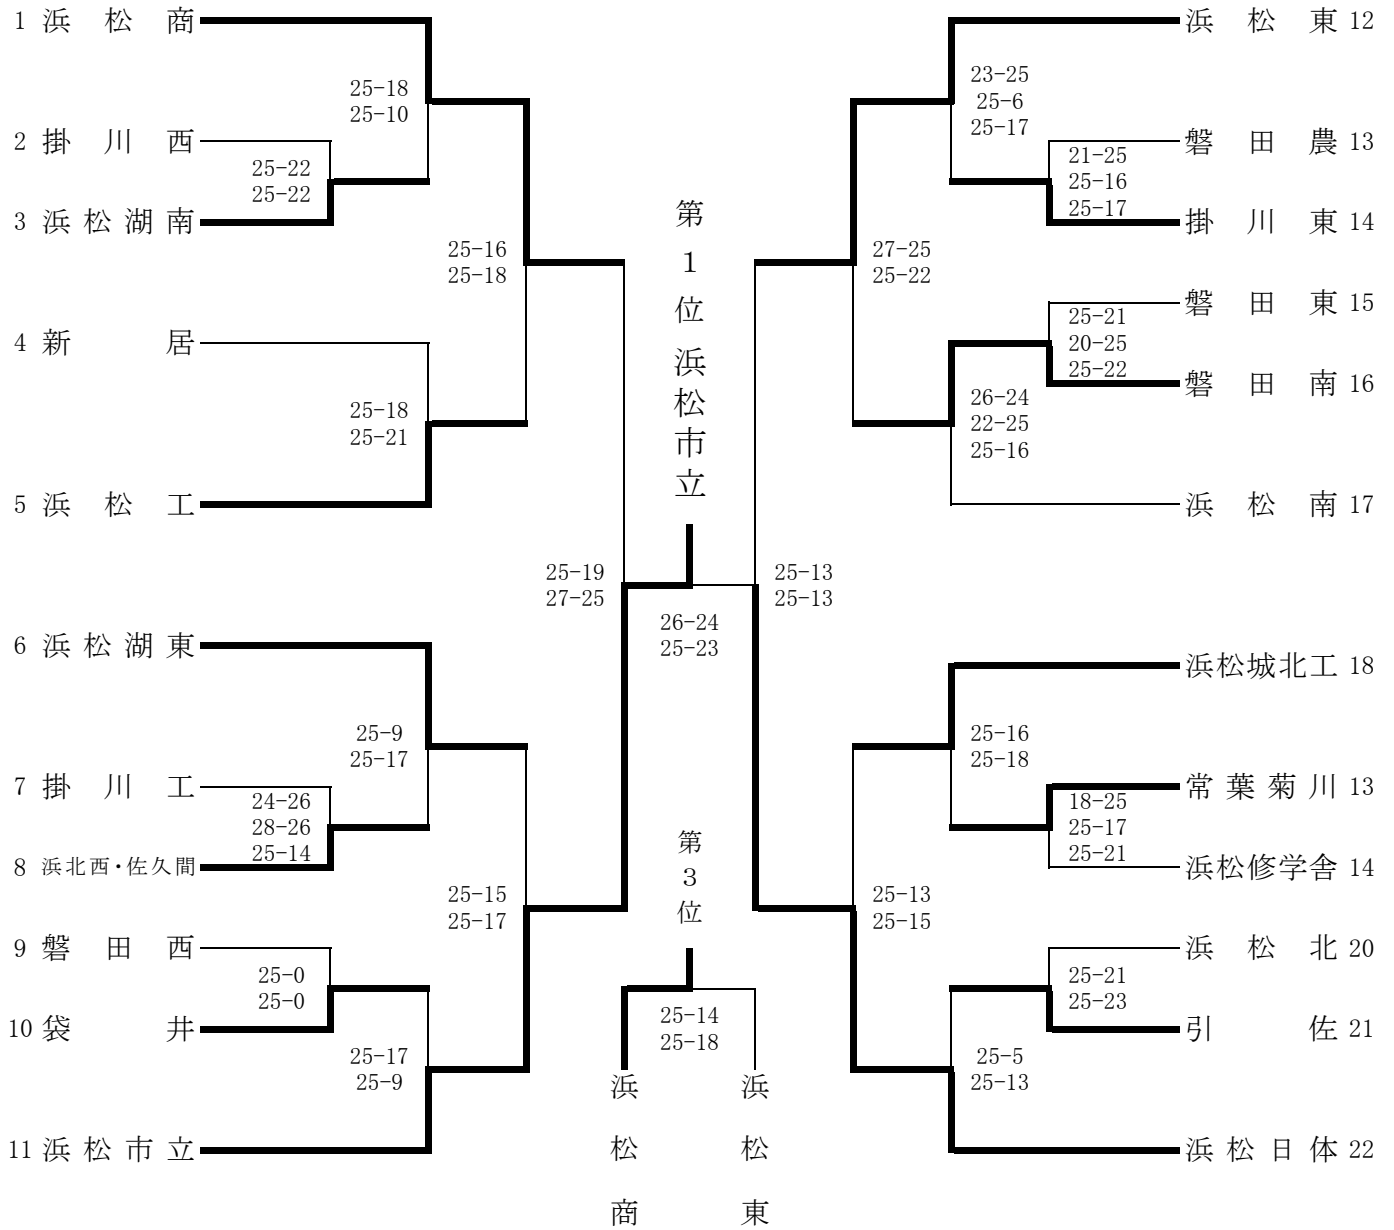 1 浜松商
25-18
25-10
2 掛川西
25-22
25-22
3 浜松湖南
25-16
25-18
4 新居
25-18
25-21
5 浜松工
25-19
27-25
6 浜松湖東
25-9
25-17
7 掛川工
24-26
28-26
25-14
8 浜北西・佐久間
25-15
25-17
9 磐田西
25-0
25-0
10 袋井
25-17
25-9
11 浜松市立
第1位 浜松市立
26-24
25-23
第3位
25-14
25-18
浜松商
浜松東
浜松東 12
23-25
25-6
25-17
磐田農 13
21-25
25-16
25-17
掛川東 14
27-25
25-22
磐田東 15
25-21
20-25
25-22
磐田南 16
26-24
22-25
25-16
浜松南 17
25-13
25-13
浜松城北工 18
25-16
25-18
常葉菊川 13
18-25
25-17
25-21
浜松修学舎 14
25-13
25-15
浜松北 20
25-21
25-23
引佐 21
25-5
25-13
浜松日体 22